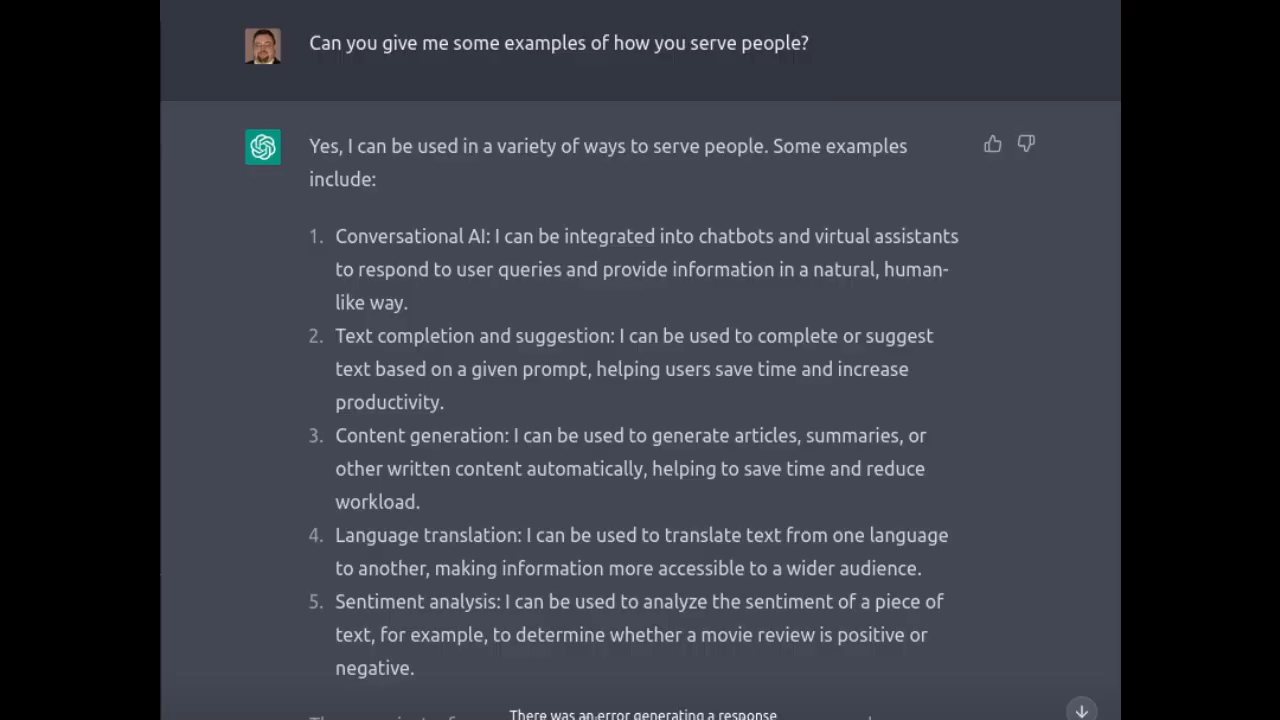 Can you give me some examples of how you serve people?
Yes, I can be used in a variety of ways to serve people. Some examples
include:
1. Conversational AI: I can be integrated into chatbots and virtual assistants
to respond to user queries and provide information in a natural, human-
like way.
2. Text completion and suggestion: I can be used to complete or suggest
text based on a given prompt, helping users save time and increase
productivity.
3. Content generation: I can be used to generate articles, summaries, or
other written content automatically, helping to save time and reduce
workload.
4. Language translation: I can be used to translate text from one language
to another, making information more accessible to a wider audience.
5. Sentiment analysis: I can be used to analyze the sentiment of a piece of
text, for example, to determine whether a movie review is positive or
negative.
There was an error generating a response